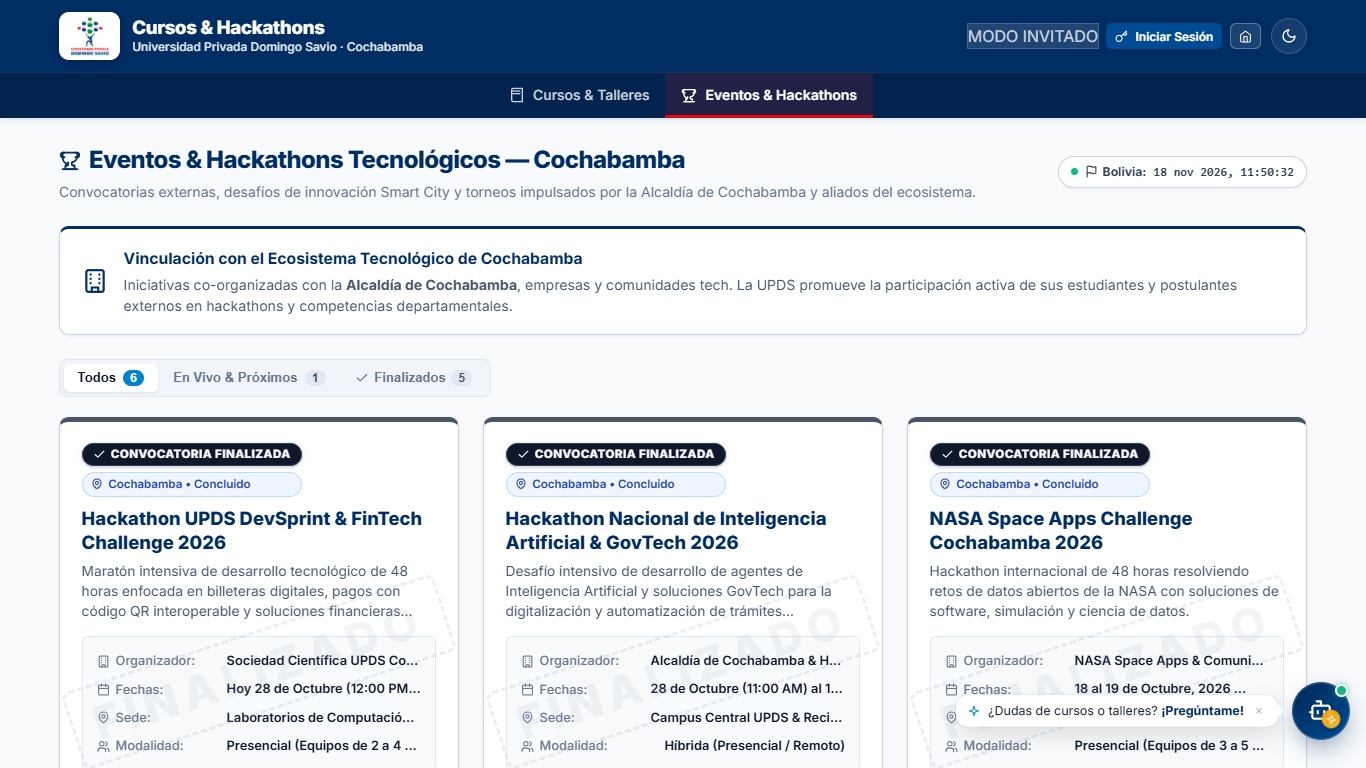 Cursos & Hackathons
Universidad Privada Domingo Savio · Cochabamba
MODO INVITADO
Iniciar Sesión
Cursos & Talleres
Eventos & Hackathons
Eventos & Hackathons Tecnológicos — Cochabamba
Convocatorias externas, desafíos de innovación Smart City y torneos impulsados por la Alcaldía de Cochabamba y aliados del ecosistema.
Bolivia: 18 nov 2026, 11:50:32
Vinculación con el Ecosistema Tecnológico de Cochabamba
Iniciativas co-organizadas con la Alcaldía de Cochabamba, empresas y comunidades tech. La UPDS promueve la participación activa de sus estudiantes y postulantes
externos en hackathons y competencias departamentales.
Todos 6
En Vivo & Próximos 1
Finalizados 5
CONVOCATORIA FINALIZADA
Cochabamba • Concluido
Hackathon UPDS DevSprint & FinTech
Challenge 2026
Maratón intensiva de desarrollo tecnológico de 48
horas enfocada en billeteras digitales, pagos con
código QR interoperable y soluciones financieras...
Organizador: Sociedad Científica UPDS Co...
Fechas: Hoy 28 de Octubre (12:00 PM...
Sede: Laboratorios de Computació...
Modalidad: Presencial (Equipos de 2 a 4 ...
FINALIZADO
CONVOCATORIA FINALIZADA
Cochabamba • Concluido
Hackathon Nacional de Inteligencia
Artificial & GovTech 2026
Desafío intensivo de desarrollo de agentes de
Inteligencia Artificial y soluciones GovTech para la
digitalización y automatización de trámites...
Organizador: Alcaldía de Cochabamba & H...
Fechas: 28 de Octubre (11:00 AM) al 1...
Sede: Campus Central UPDS & Reci...
Modalidad: Híbrida (Presencial / Remoto)
FINALIZADO
CONVOCATORIA FINALIZADA
Cochabamba • Concluido
NASA Space Apps Challenge
Cochabamba 2026
Hackathon internacional de 48 horas resolviendo
retos de datos abiertos de la NASA con soluciones de
software, simulación y ciencia de datos.
Organizador: NASA Space Apps & Comuni...
Fechas: 18 al 19 de Octubre, 2026 ...
Modalidad: Presencial (Equipos de 3 a 5 ...
FINALIZADO
¿Dudas de cursos o talleres? ¡Pregúntame! ×